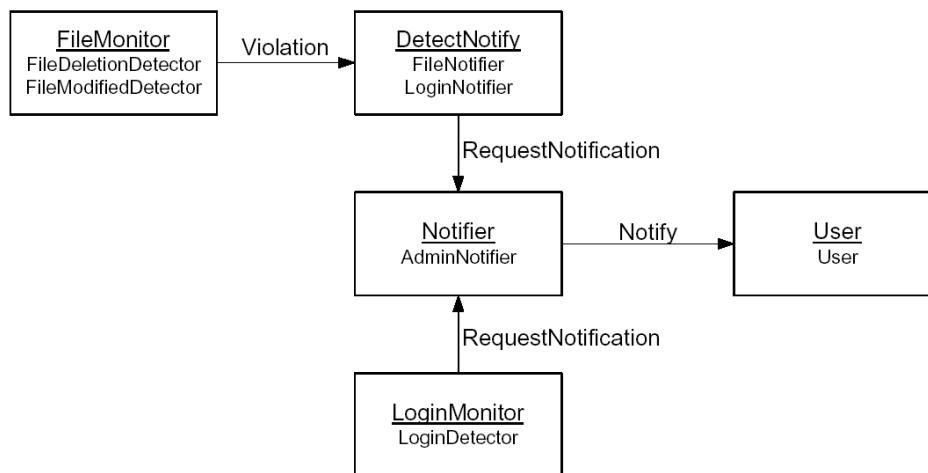 FileMonitor
FileDeletionDetector
FileModifiedDetector
Violation
DetectNotify
FileNotifier
LoginNotifier
RequestNotification
Notifier
AdminNotifier
Notify
User
User
RequestNotification
LoginMonitor
LoginDetector